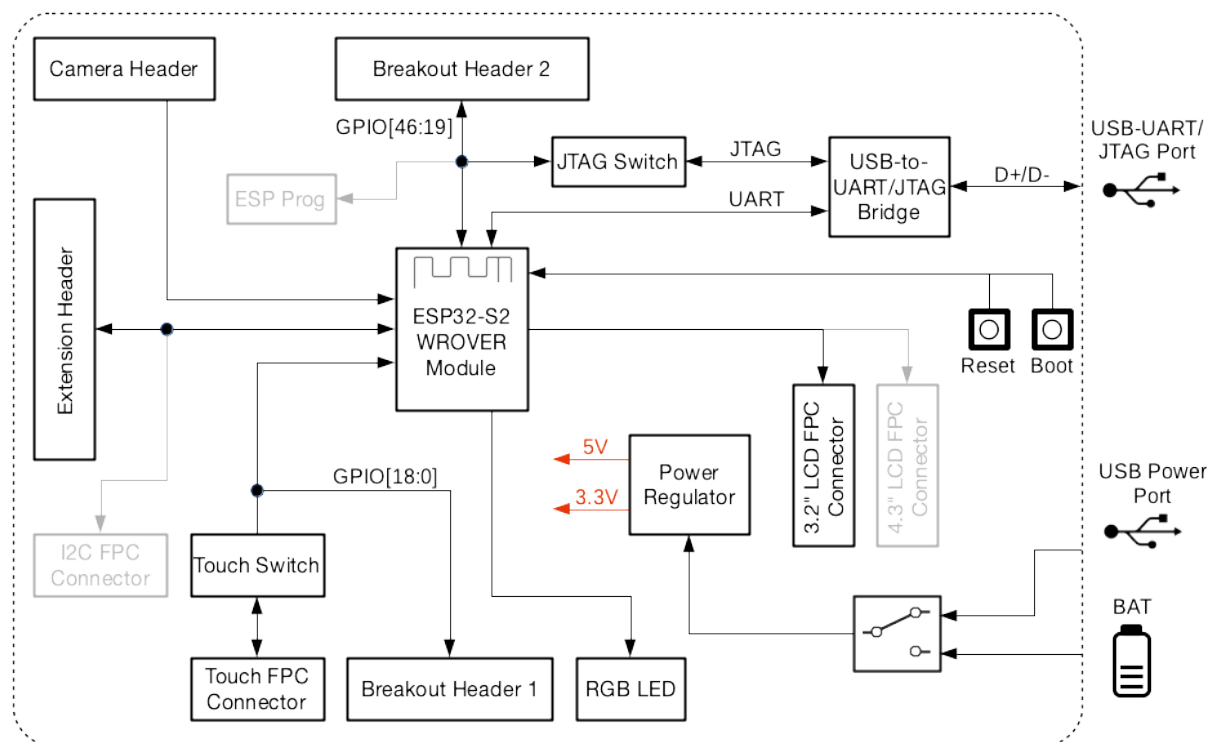 Camera Header
Breakout Header 2
GPIO[46:19]
USB-UART/
JTAG Port
JTAG Switch
JTAG
USB-to-
UART/JTAG
Bridge
D+/D-
ESP Prog
UART
Extension Header
ESP32-S2
WROVER
Module
Reset
Boot
3.2" LCD FPC
Connector
4.3" LCD FPC
Connector
5V
3.3V
Power
Regulator
USB Power
Port
GPIO[18:0]
I2C FPC
Connector
Touch Switch
BAT
Touch FPC
Connector
Breakout Header 1
RGB LED